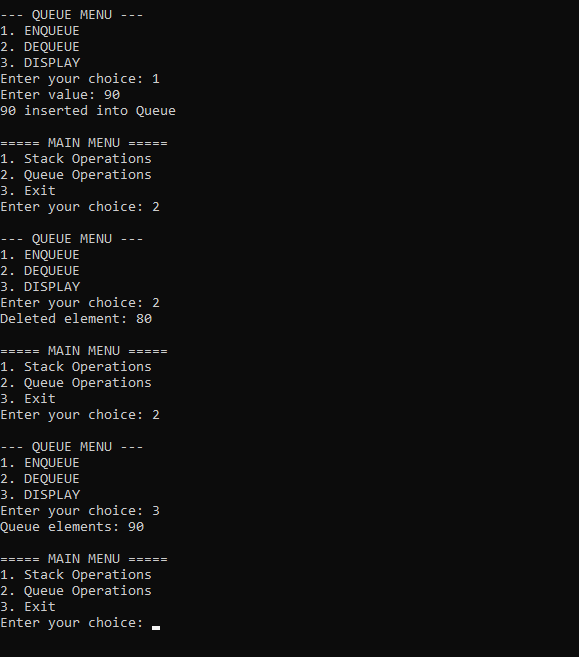 --- QUEUE MENU ---
1. ENQUEUE
2. DEQUEUE
3. DISPLAY
Enter your choice: 1
Enter value: 90
90 inserted into Queue

===== MAIN MENU =====
1. Stack Operations
2. Queue Operations
3. Exit
Enter your choice: 2

--- QUEUE MENU ---
1. ENQUEUE
2. DEQUEUE
3. DISPLAY
Enter your choice: 2
Deleted element: 80

===== MAIN MENU =====
1. Stack Operations
2. Queue Operations
3. Exit
Enter your choice: 2

--- QUEUE MENU ---
1. ENQUEUE
2. DEQUEUE
3. DISPLAY
Enter your choice: 3
Queue elements: 90

===== MAIN MENU =====
1. Stack Operations
2. Queue Operations
3. Exit
Enter your choice: